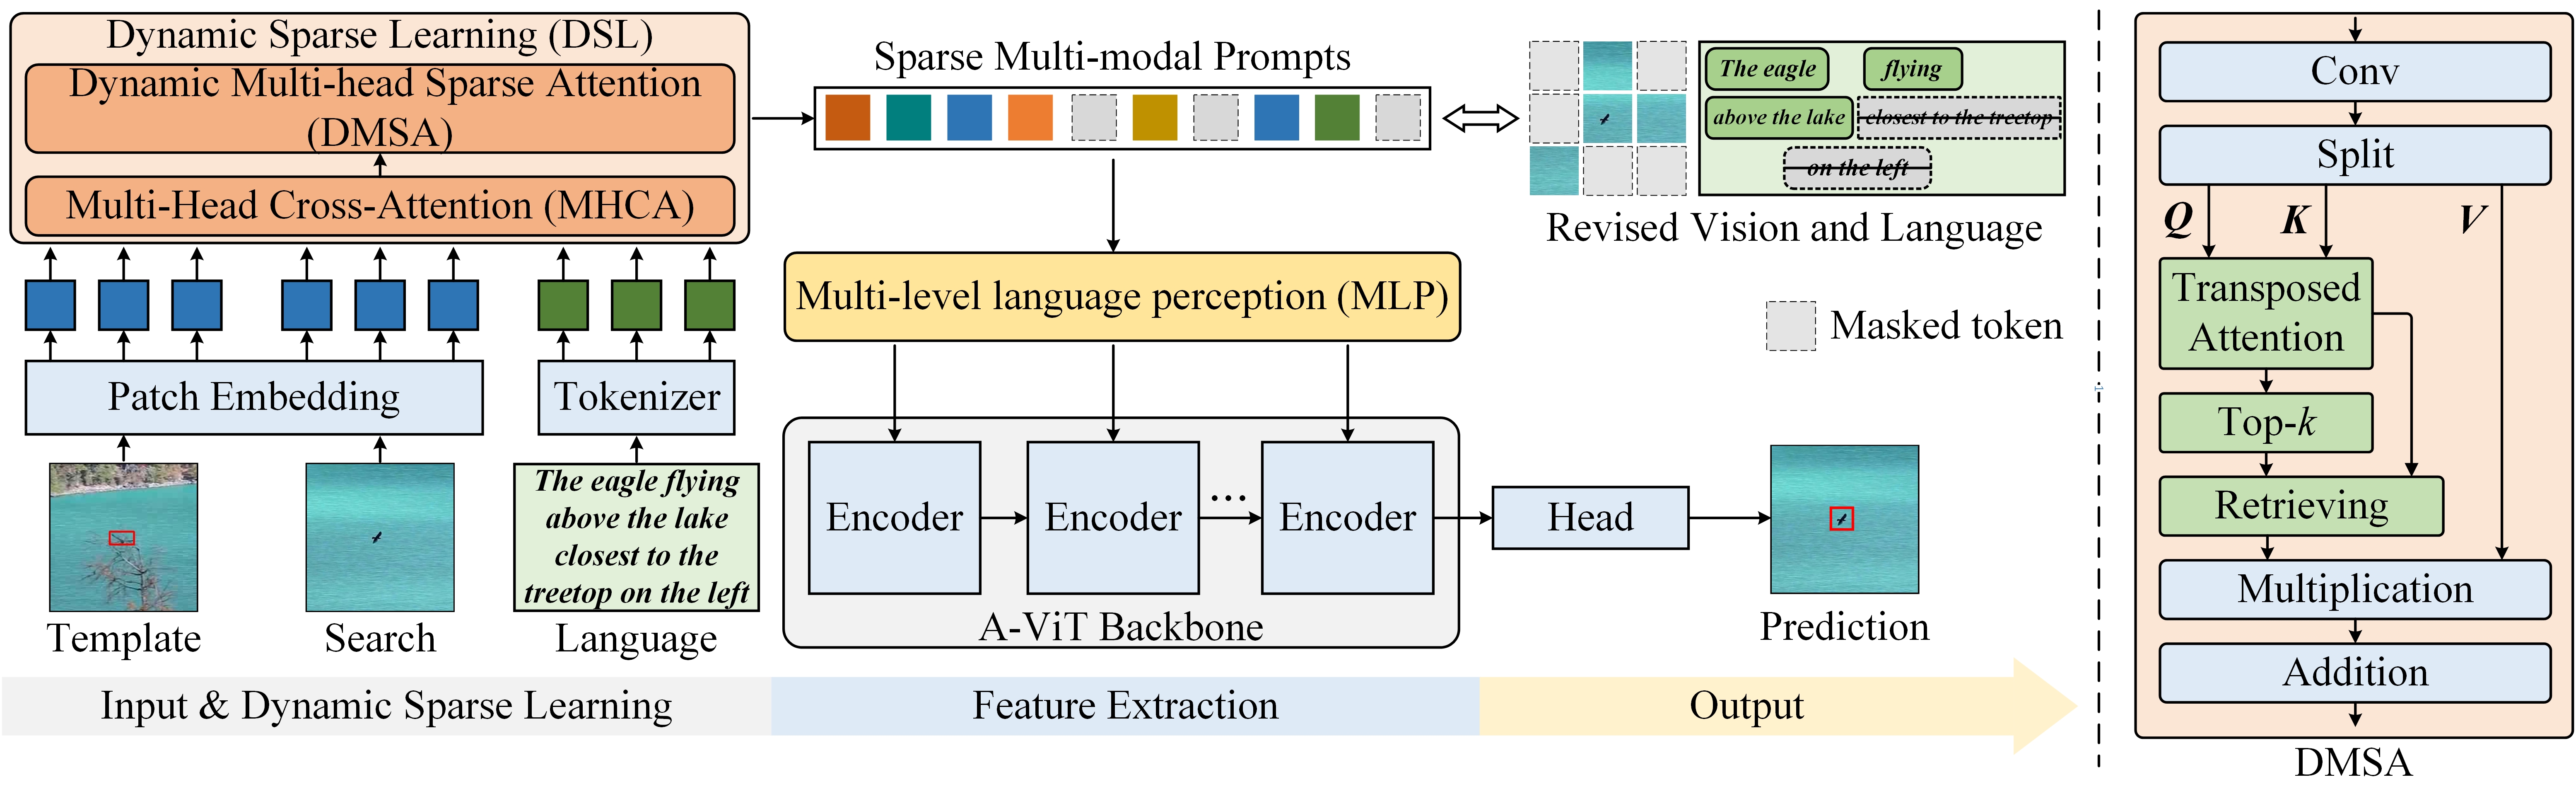 Dynamic Sparse Learning (DSL)
Dynamic Multi-head Sparse Attention
(DMSA)
Multi-Head Cross-Attention (MHCA)
Patch Embedding
Tokenizer
The eagle flying
above the lake
closest to the
treetop on the left
Template
Search
Language
Input & Dynamic Sparse Learning
Sparse Multi-modal Prompts
Multi-level language perception (MLP)
Encoder
Encoder
...
Encoder
A-ViT Backbone
Feature Extraction
The eagle
flying
above the lake
closest to the treetop
on the left
Revised Vision and Language
Masked token
Head
Prediction
Output
1
Conv
Split
Q
K
V
Transposed
Attention
Top-k
Retrieving
Multiplication
Addition
DMSA